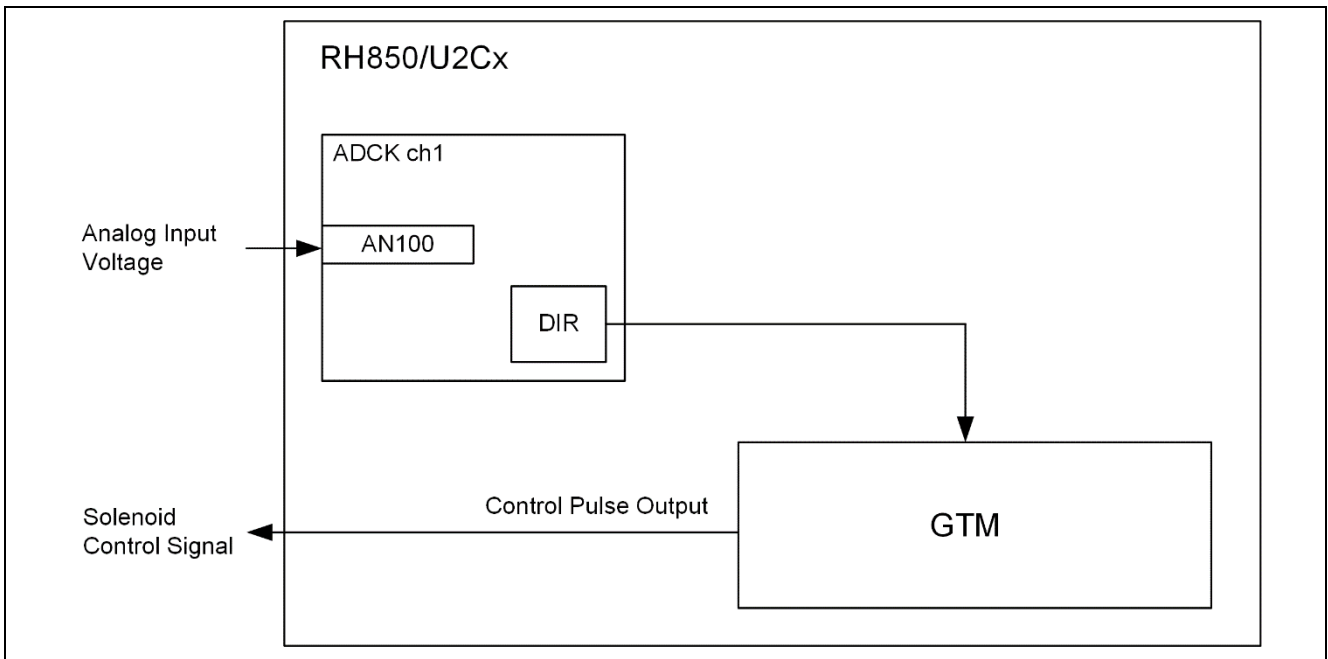 RH850/U2Cx
ADCK ch1
Analog Input
Voltage
AN100
DIR
Control Pulse Output
Solenoid
Control Signal
GTM